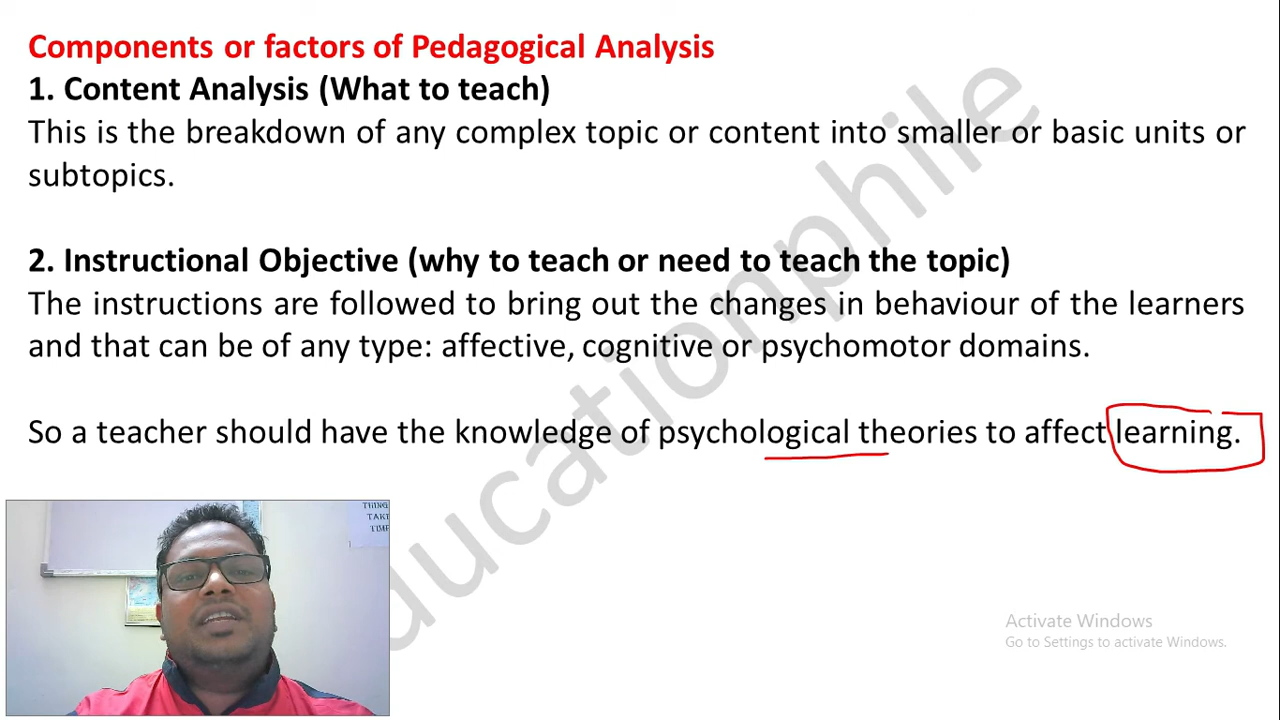 Components or factors of Pedagogical Analysis
1. Content Analysis (What to teach)
This is the breakdown of any complex topic or content into smaller or basic units or
subtopics.
2. Instructional Objective (why to teach or need to teach the topic)
The instructions are followed to bring out the changes in behaviour of the learners
and that can be of any type: affective, cognitive or psychomotor domains.
So a teacher should have the knowledge of psychological theories to affect learning.
educationphile
THING
TAKE
TIME
Activate Windows
Go to Settings to activate Windows.